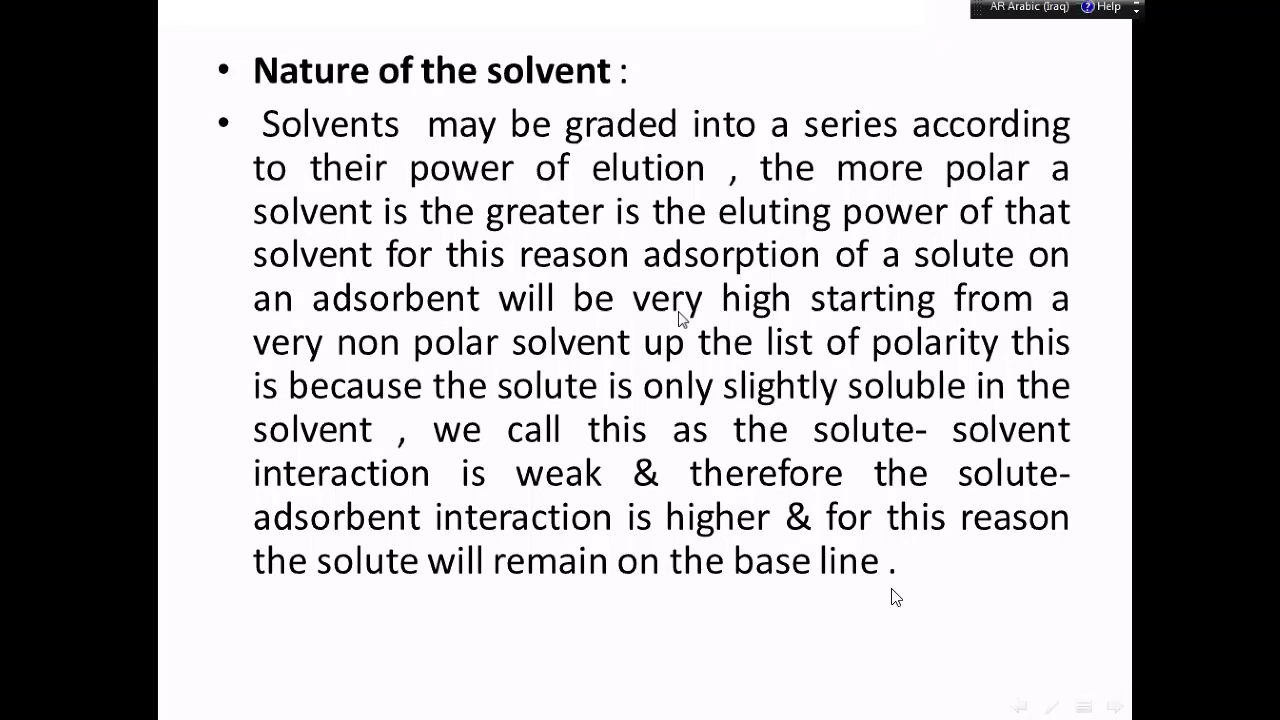 AR Arabic (Iraq) ? Help
• Nature of the solvent :
• Solvents may be graded into a series according
to their power of elution , the more polar a
solvent is the greater is the eluting power of that
solvent for this reason adsorption of a solute on
an adsorbent will be very high starting from a
very non polar solvent up the list of polarity this
is because the solute is only slightly soluble in the
solvent , we call this as the solute- solvent
interaction is weak & therefore the solute-
adsorbent interaction is higher & for this reason
the solute will remain on the base line .